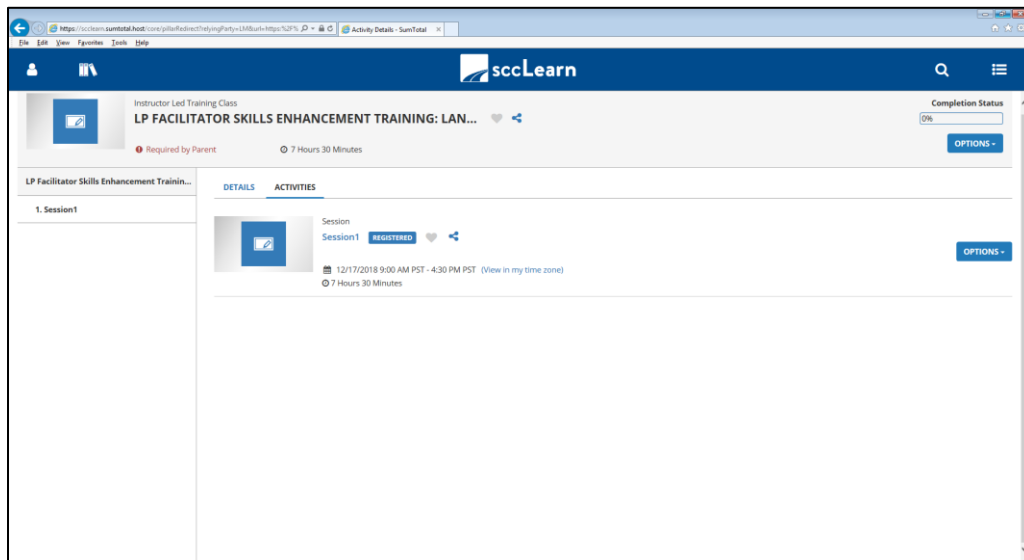 https://scclearn.sumtotal.host/core/pillarRedirect?relyingParty=LM&url=https:%2F%
Activity Details - SumTotal
File Edit View Favorites Tools Help
sccLearn
Instructor Led Training Class
LP FACILITATOR SKILLS ENHANCEMENT TRAINING: LAN...
Required by Parent
7 Hours 30 Minutes
Completion Status
0%
OPTIONS
LP Facilitator Skills Enhancement Trainin...
1. Session1
DETAILS ACTIVITIES
Session
Session1 REGISTERED
12/17/2018 9:00 AM PST - 4:30 PM PST (View in my time zone)
7 Hours 30 Minutes
OPTIONS